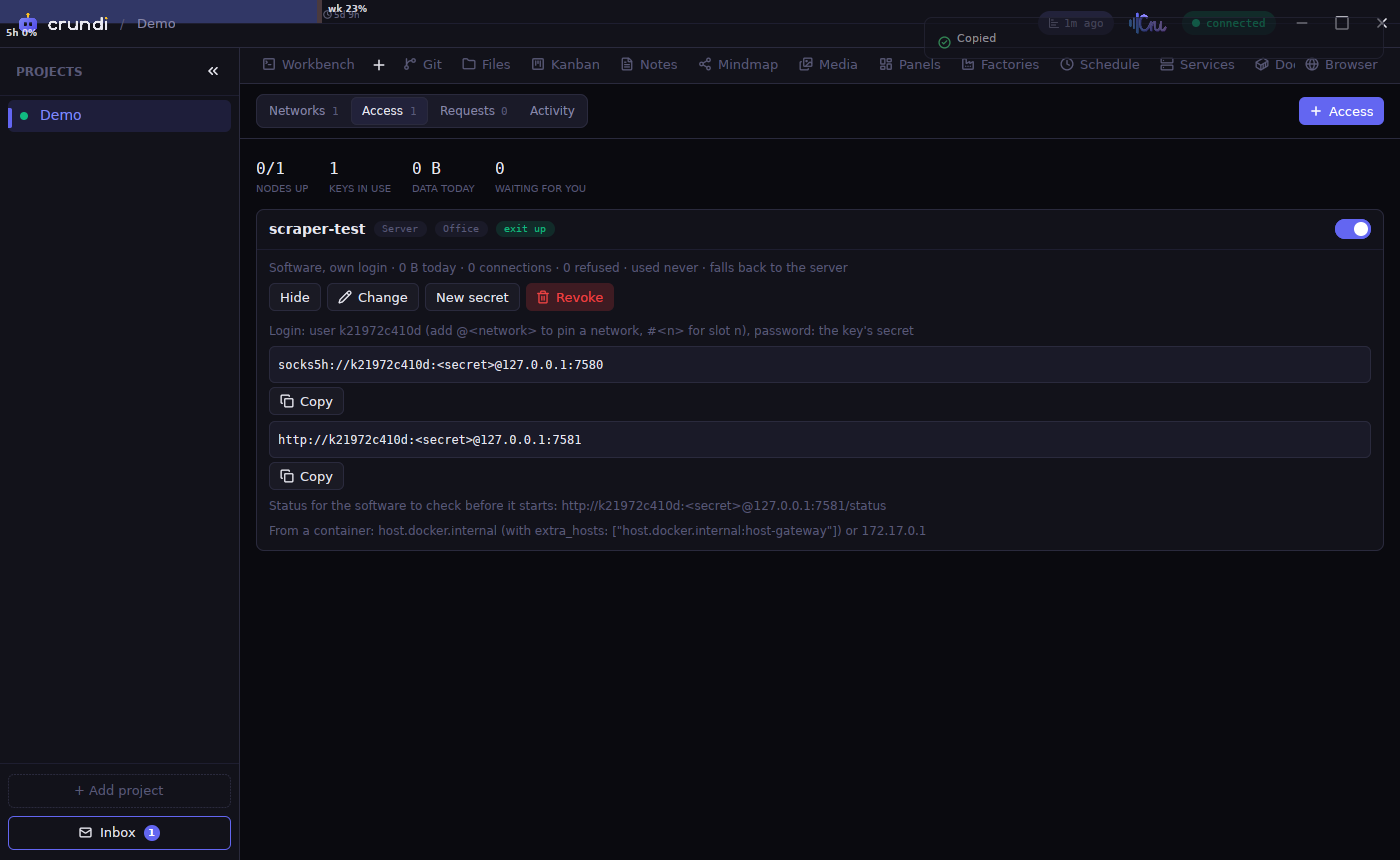 wk 23%
5d 9h
5h 0%
crundi / Demo
1m ago
Cru
connected
Copied
PROJECTS
Workbench
Git
Files
Kanban
Notes
Mindmap
Media
Panels
Factories
Schedule
Services
Doc
Browser
Demo
Networks 1
Access 1
Requests 0
Activity
+ Access
0/1
NODES UP
1
KEYS IN USE
0 B
DATA TODAY
0
WAITING FOR YOU
scraper-test
Server
Office
exit up
Software, own login · 0 B today · 0 connections · 0 refused · used never · falls back to the server
Hide
Change
New secret
Revoke
Login: user k21972c410d (add @<network> to pin a network, #<n> for slot n), password: the key's secret
socks5h://k21972c410d:<secret>@127.0.0.1:7580
Copy
http://k21972c410d:<secret>@127.0.0.1:7581
Copy
Status for the software to check before it starts: http://k21972c410d:<secret>@127.0.0.1:7581/status
From a container: host.docker.internal (with extra_hosts: ["host.docker.internal:host-gateway"]) or 172.17.0.1
+ Add project
Inbox 1